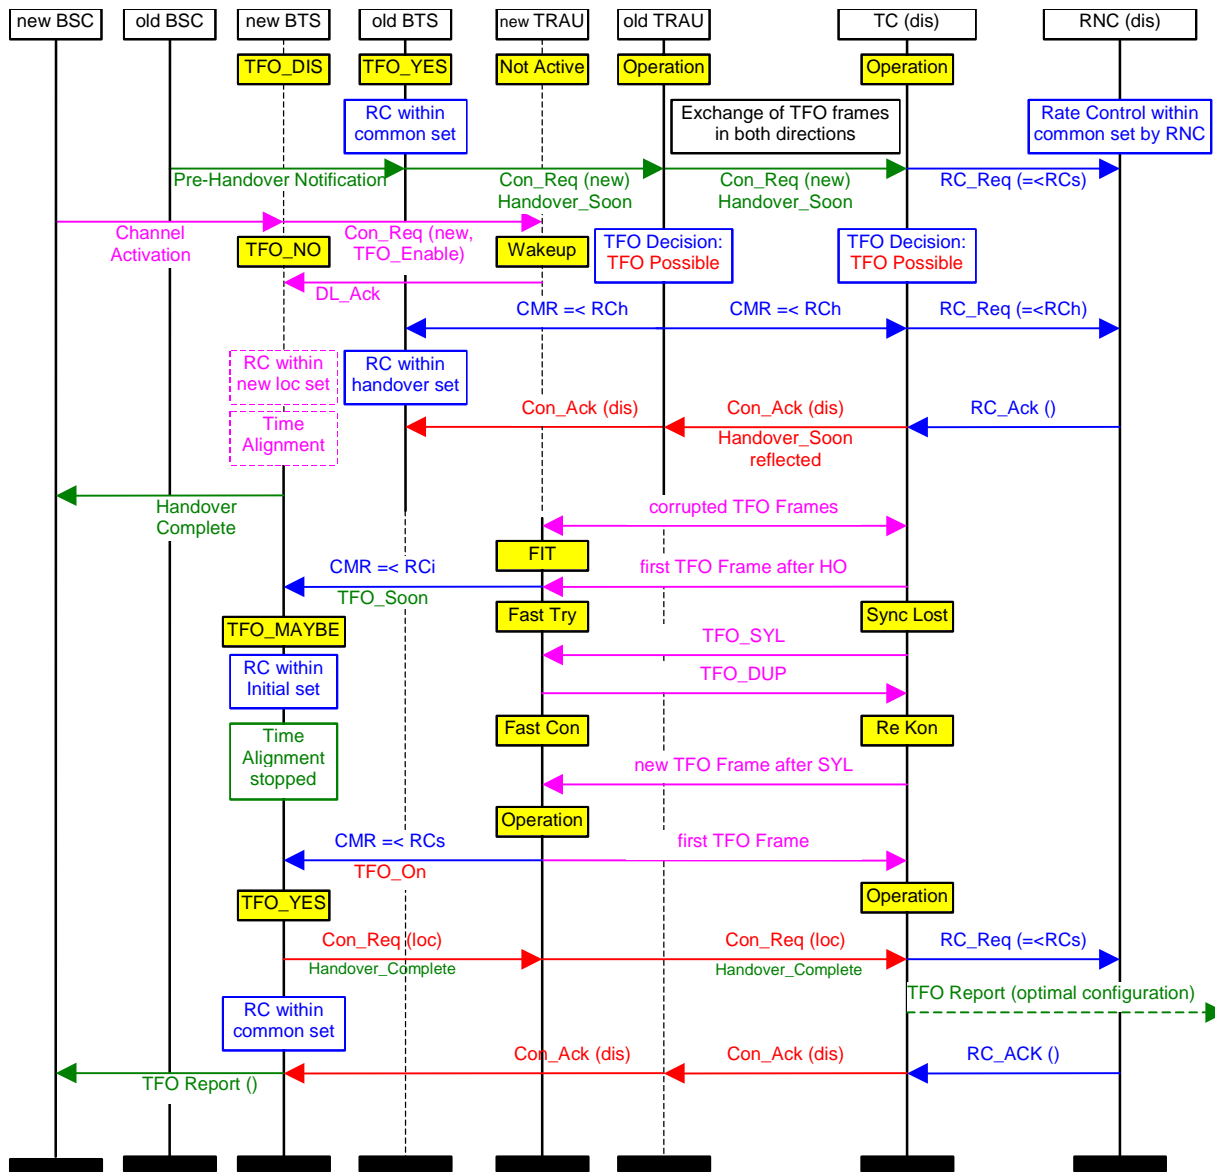 new BSC
old BSC
new BTS
old BTS
new TRAU
old TRAU
TC (dis)
RNC (dis)
TFO_DIS
TFO_YES
Not Active
Operation
Operation
RC within
common set
Exchange of TFO frames
in both directions
Rate Control within
common set by RNC
Pre-Handover Notification
Con_Req (new)
Handover_Soon
Con_Req (new)
Handover_Soon
RC_Req (=<RCs)
Channel
Activation
TFO_NO
Con_Req (new,
TFO_Enable)
Wakeup
TFO Decision:
TFO Possible
TFO Decision:
TFO Possible
DL_Ack
CMR =< RCh
CMR =< RCh
RC_Req (=<RCh)
RC within
new loc set
RC within
handover set
Time
Alignment
Con_Ack (dis)
Con_Ack (dis)
Handover_Soon
reflected
RC_Ack ()
Handover
Complete
corrupted TFO Frames
FIT
CMR =< RCi
TFO_Soon
first TFO Frame after HO
Fast Try
Sync Lost
TFO_MAYBE
TFO_SYL
RC within
Initial set
TFO_DUP
Time
Alignment
stopped
Fast Con
Re Kon
new TFO Frame after SYL
Operation
CMR =< RCs
TFO_On
first TFO Frame
TFO_YES
Operation
Con_Req (loc)
Handover_Complete
Con_Req (loc)
Handover_Complete
RC_Req (=<RCs)
TFO Report (optimal configuration)
RC within
common set
Con_Ack (dis)
Con_Ack (dis)
RC_ACK ()
TFO Report ()